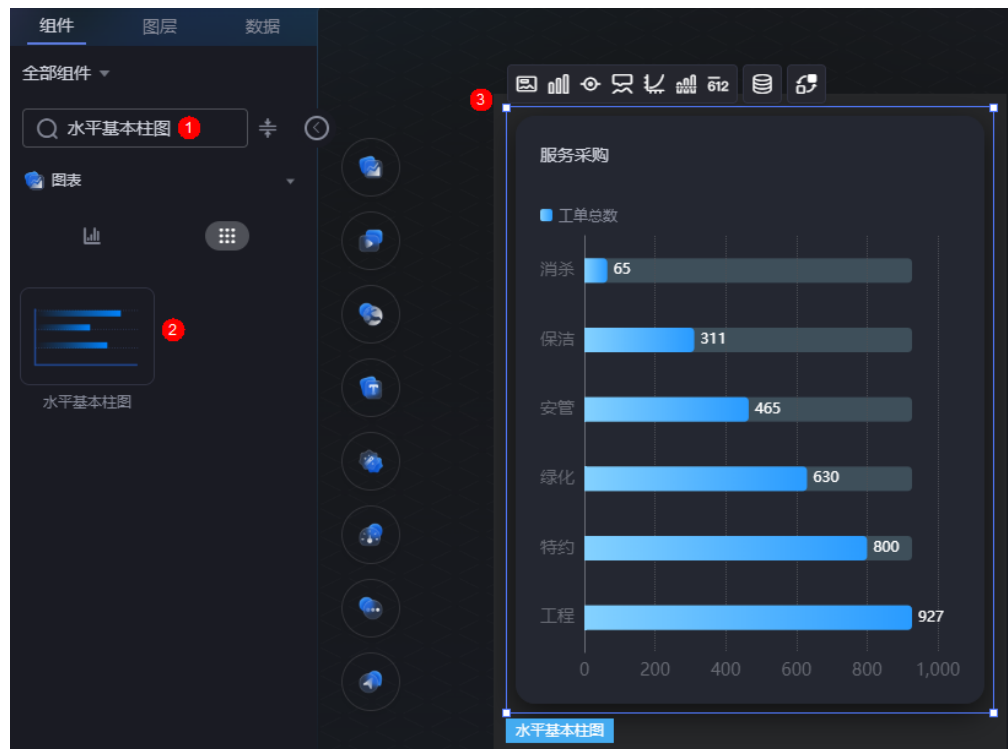 组件 图层 数据
全部组件
水平基本柱图 1
图表
2
水平基本柱图
612
3
服务采购
工单总数
消杀 65
保洁 311
安管 465
绿化 630
特约 800
工程 927
0 200 400 600 800 1,000
水平基本柱图